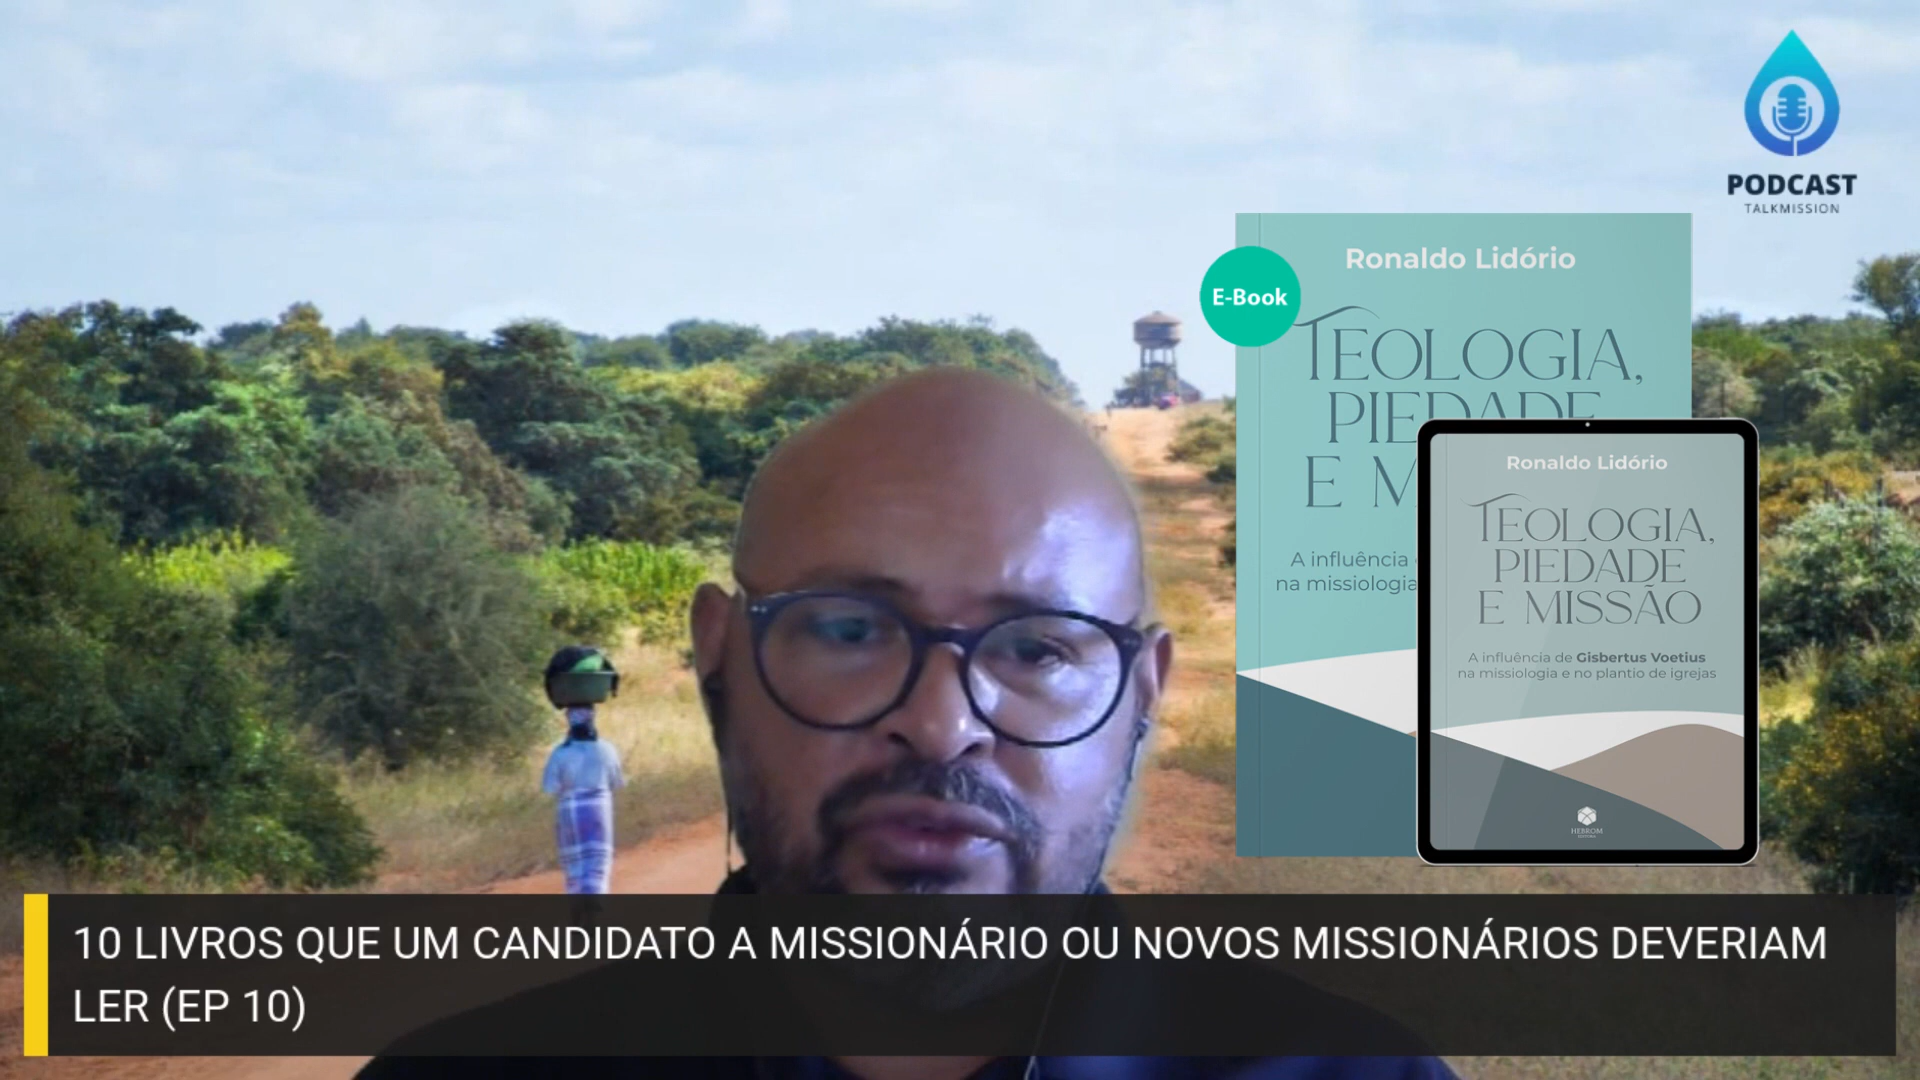 PODCAST
TALKMISSION
Ronaldo Lidório
E-Book
TEOLOGIA,
PIEDADE
E M
A influência
na missiologia
Ronaldo Lidório
TEOLOGIA,
PIEDADE
E MISSÃO
A influência de Gisbertus Voetius
na missiologia e no plantio de igrejas
HEBROM
10 LIVROS QUE UM CANDIDATO A MISSIONÁRIO OU NOVOS MISSIONÁRIOS DEVERIAM
LER (EP 10)